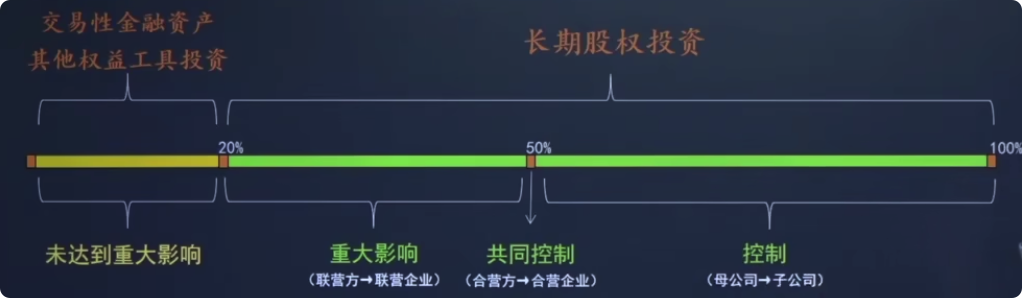 交易性金融资产
其他权益工具投资
长期股权投资
20%
50%
100%
未达到重大影响
重大影响
(联营方→联营企业)
共同控制
(合营方→合营企业)
控制
(母公司→子公司)